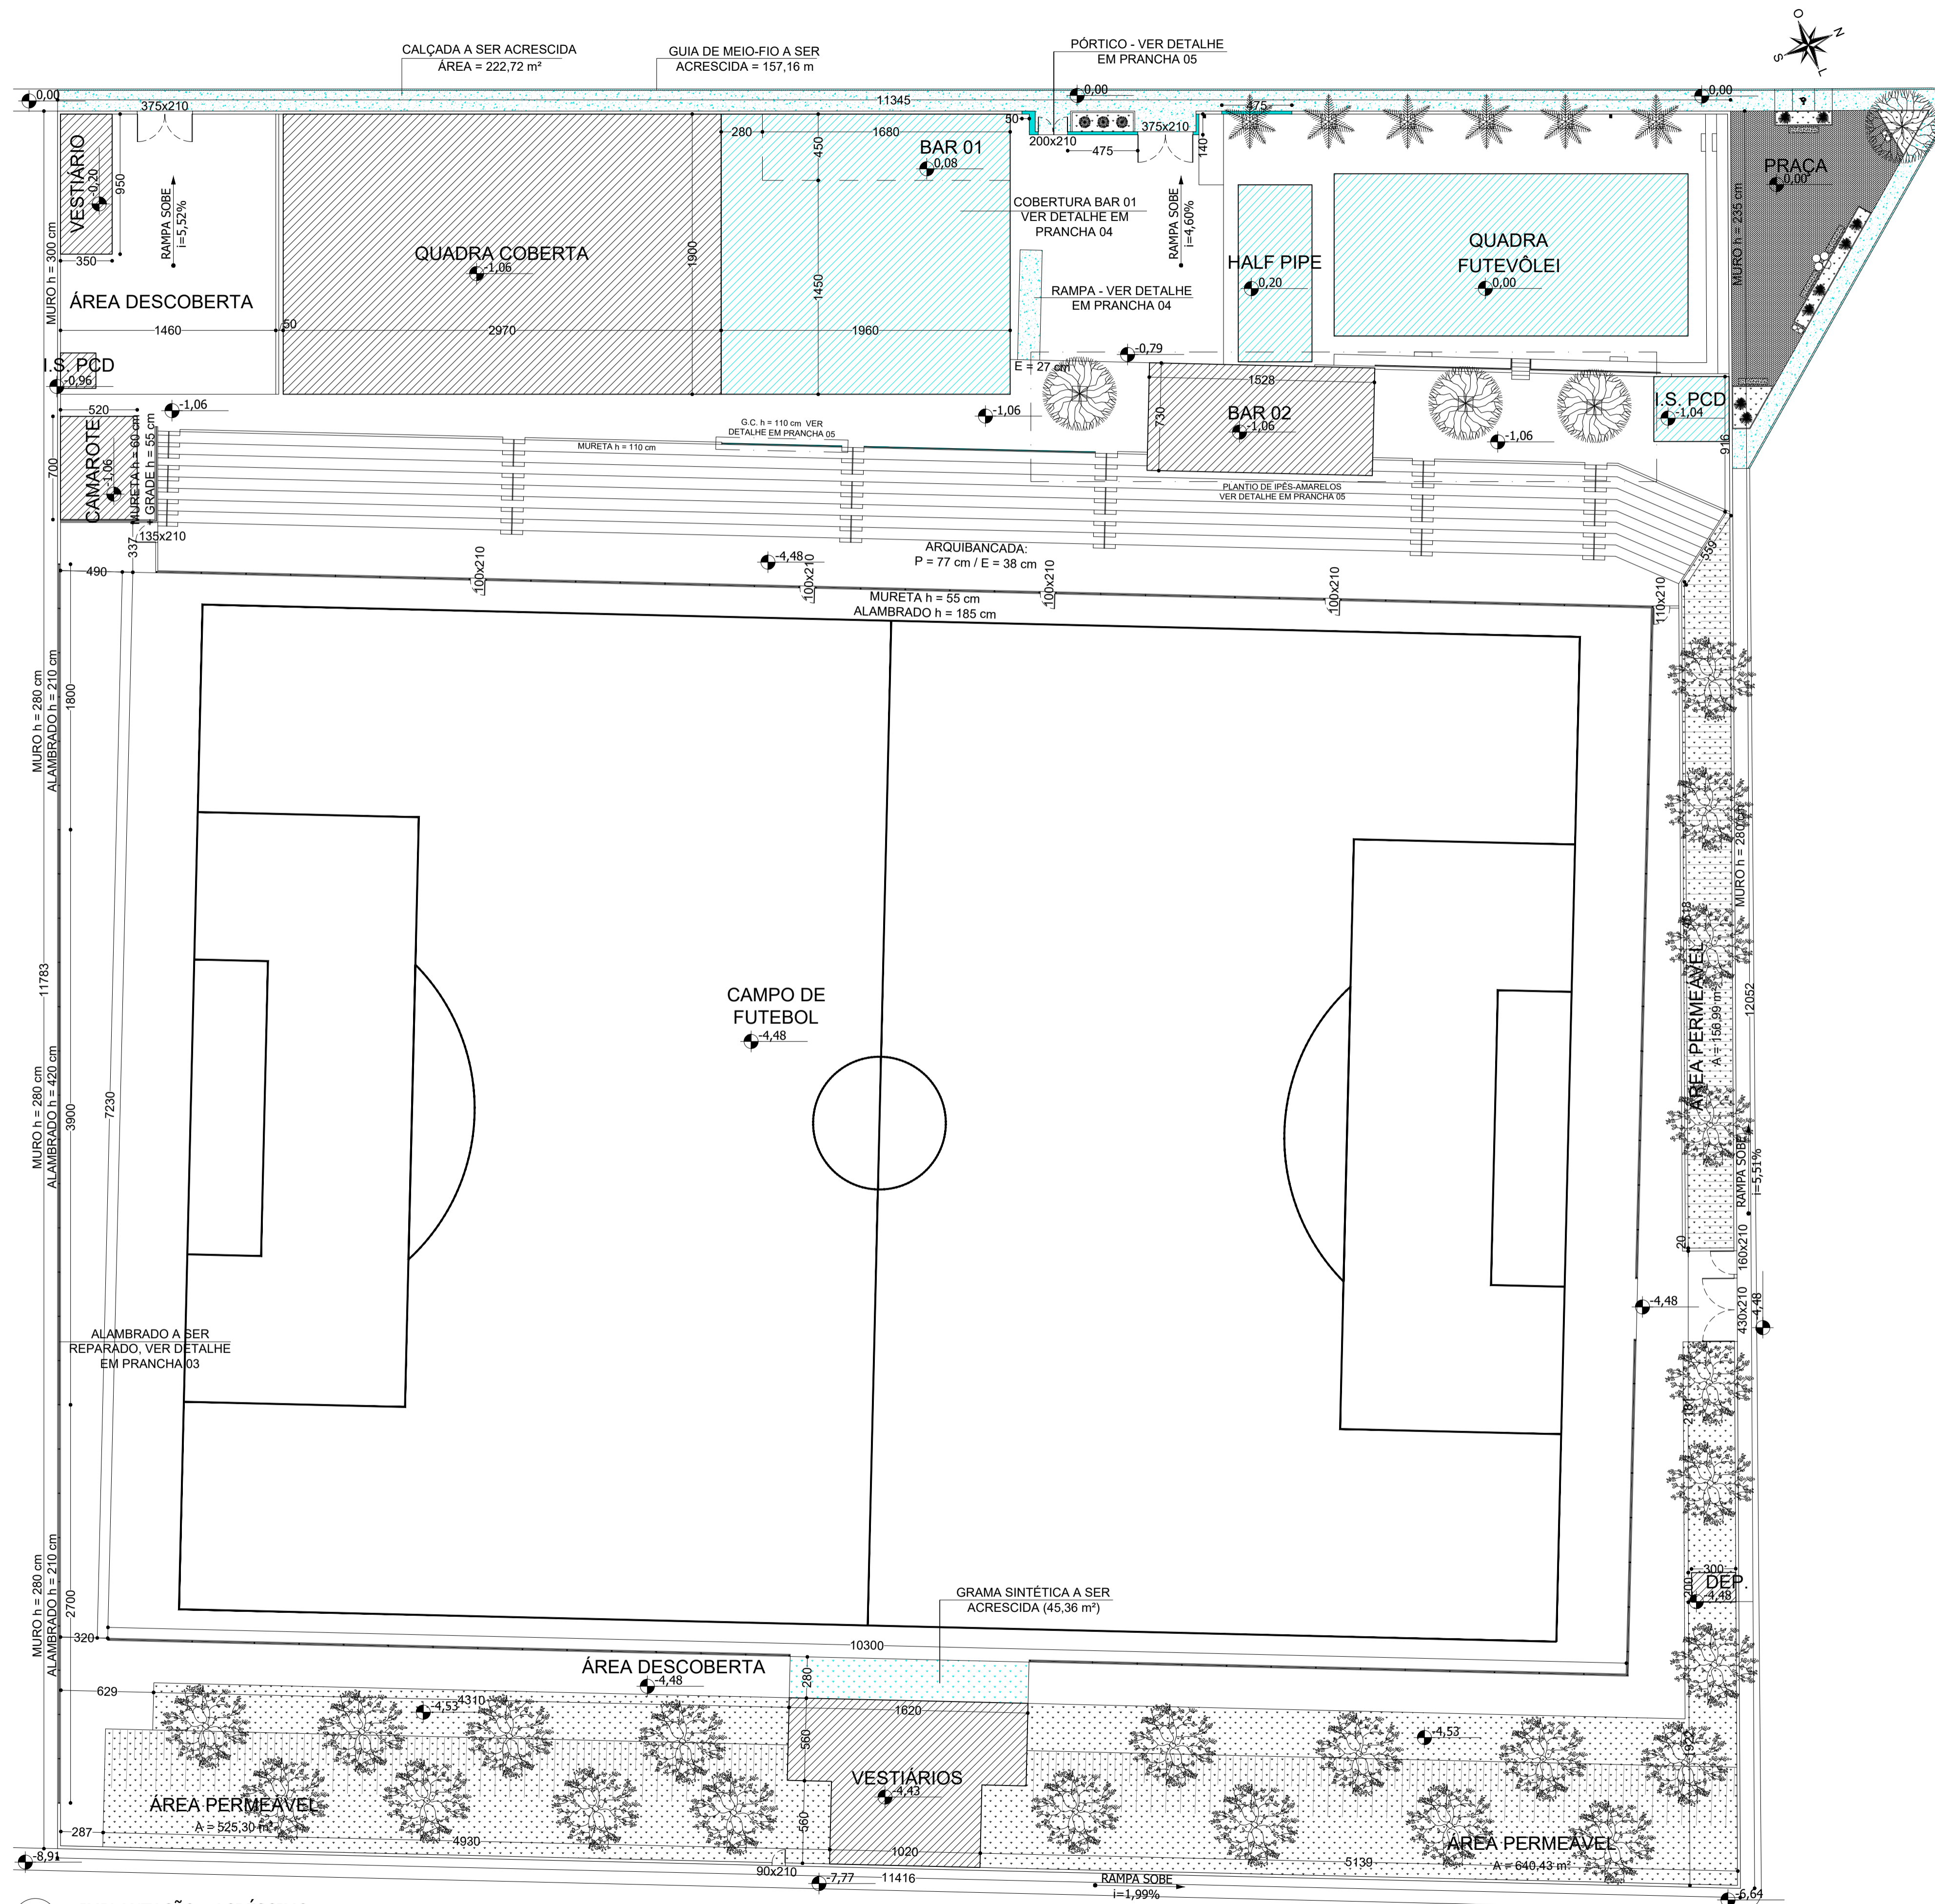 CALÇADA A SER ACRESCIDA
ÁREA = 222,72 m²
GUIA DE MEIO-FIO A SER
ACRESCIDA = 157,16 m
PÓRTICO - VER DETALHE
EM PRANCHA 05
O
N
S
L
0,00
0,00
0,00
375x210
11345
475
50
200x210
475
375x210
140
VESTIÁRIO
-0,20
950
350
RAMPA SOBE
i=5,52%
280
1680
450
BAR 01
0,08
COBERTURA BAR 01
VER DETALHE EM
PRANCHA 04
RAMPA SOBE
i=4,60%
PRAÇA
0,00
MURO h = 235 cm
MURO h = 300 cm
QUADRA COBERTA
-1,06
1900
1450
HALF PIPE
0,20
QUADRA
FUTEVÔLEI
0,00
RAMPA - VER DETALHE
EM PRANCHA 04
ÁREA DESCOBERTA
1460
50
2970
1960
-0,79
E = 27 cm
I.S. PCD
-0,96
520
-1,06
1528
730
BAR 02
-1,06
-1,06
-1,06
I.S. PCD
-1,04
9116
G.C. h = 110 cm VER
DETALHE EM PRANCHA 05
MURETA h = 110 cm
CAMAROTE
-1,06
700
MURETA h = 60 cm
+ GRADE h = 55 cm
PLANTIO DE IPÊS-AMARELOS
VER DETALHE EM PRANCHA 05
135x210
337
490
-4,48
ARQUIBANCADA:
P = 77 cm / E = 38 cm
559
100x210
100x210
100x210
100x210
110x210
MURETA h = 55 cm
ALAMBRADO h = 185 cm
MURO h = 280 cm
ALAMBRADO h = 210 cm
1800
MURO h = 280 cm
CAMPO DE
FUTEBOL
-4,48
11783
7230
3900
MURO h = 280 cm
ALAMBRADO h = 420 cm
ÁREA PERMEÁVEL
A = 156,99 m²
12052
RAMPA SOBE
i=5,51%
20
160x210
430x210
-4,48
-4,48
ALAMBRADO A SER
REPARADO, VER DETALHE
EM PRANCHA 03
MURO h = 280 cm
ALAMBRADO h = 210 cm
2700
300
200
DEP.
-4,48
GRAMA SINTÉTICA A SER
ACRESCIDA (45,36 m²)
320
10300
ÁREA DESCOBERTA
-4,48
280
629
4310
-4,53
1620
560
-4,53
VESTIÁRIOS
-4,43
560
1020
ÁREA PERMEÁVEL
A = 525,30 m²
287
4930
ÁREA PERMEÁVEL
A = 640,43 m²
5139
-8,91
90x210
-7,77
11416
RAMPA SOBE
i=1,99%
-6,64